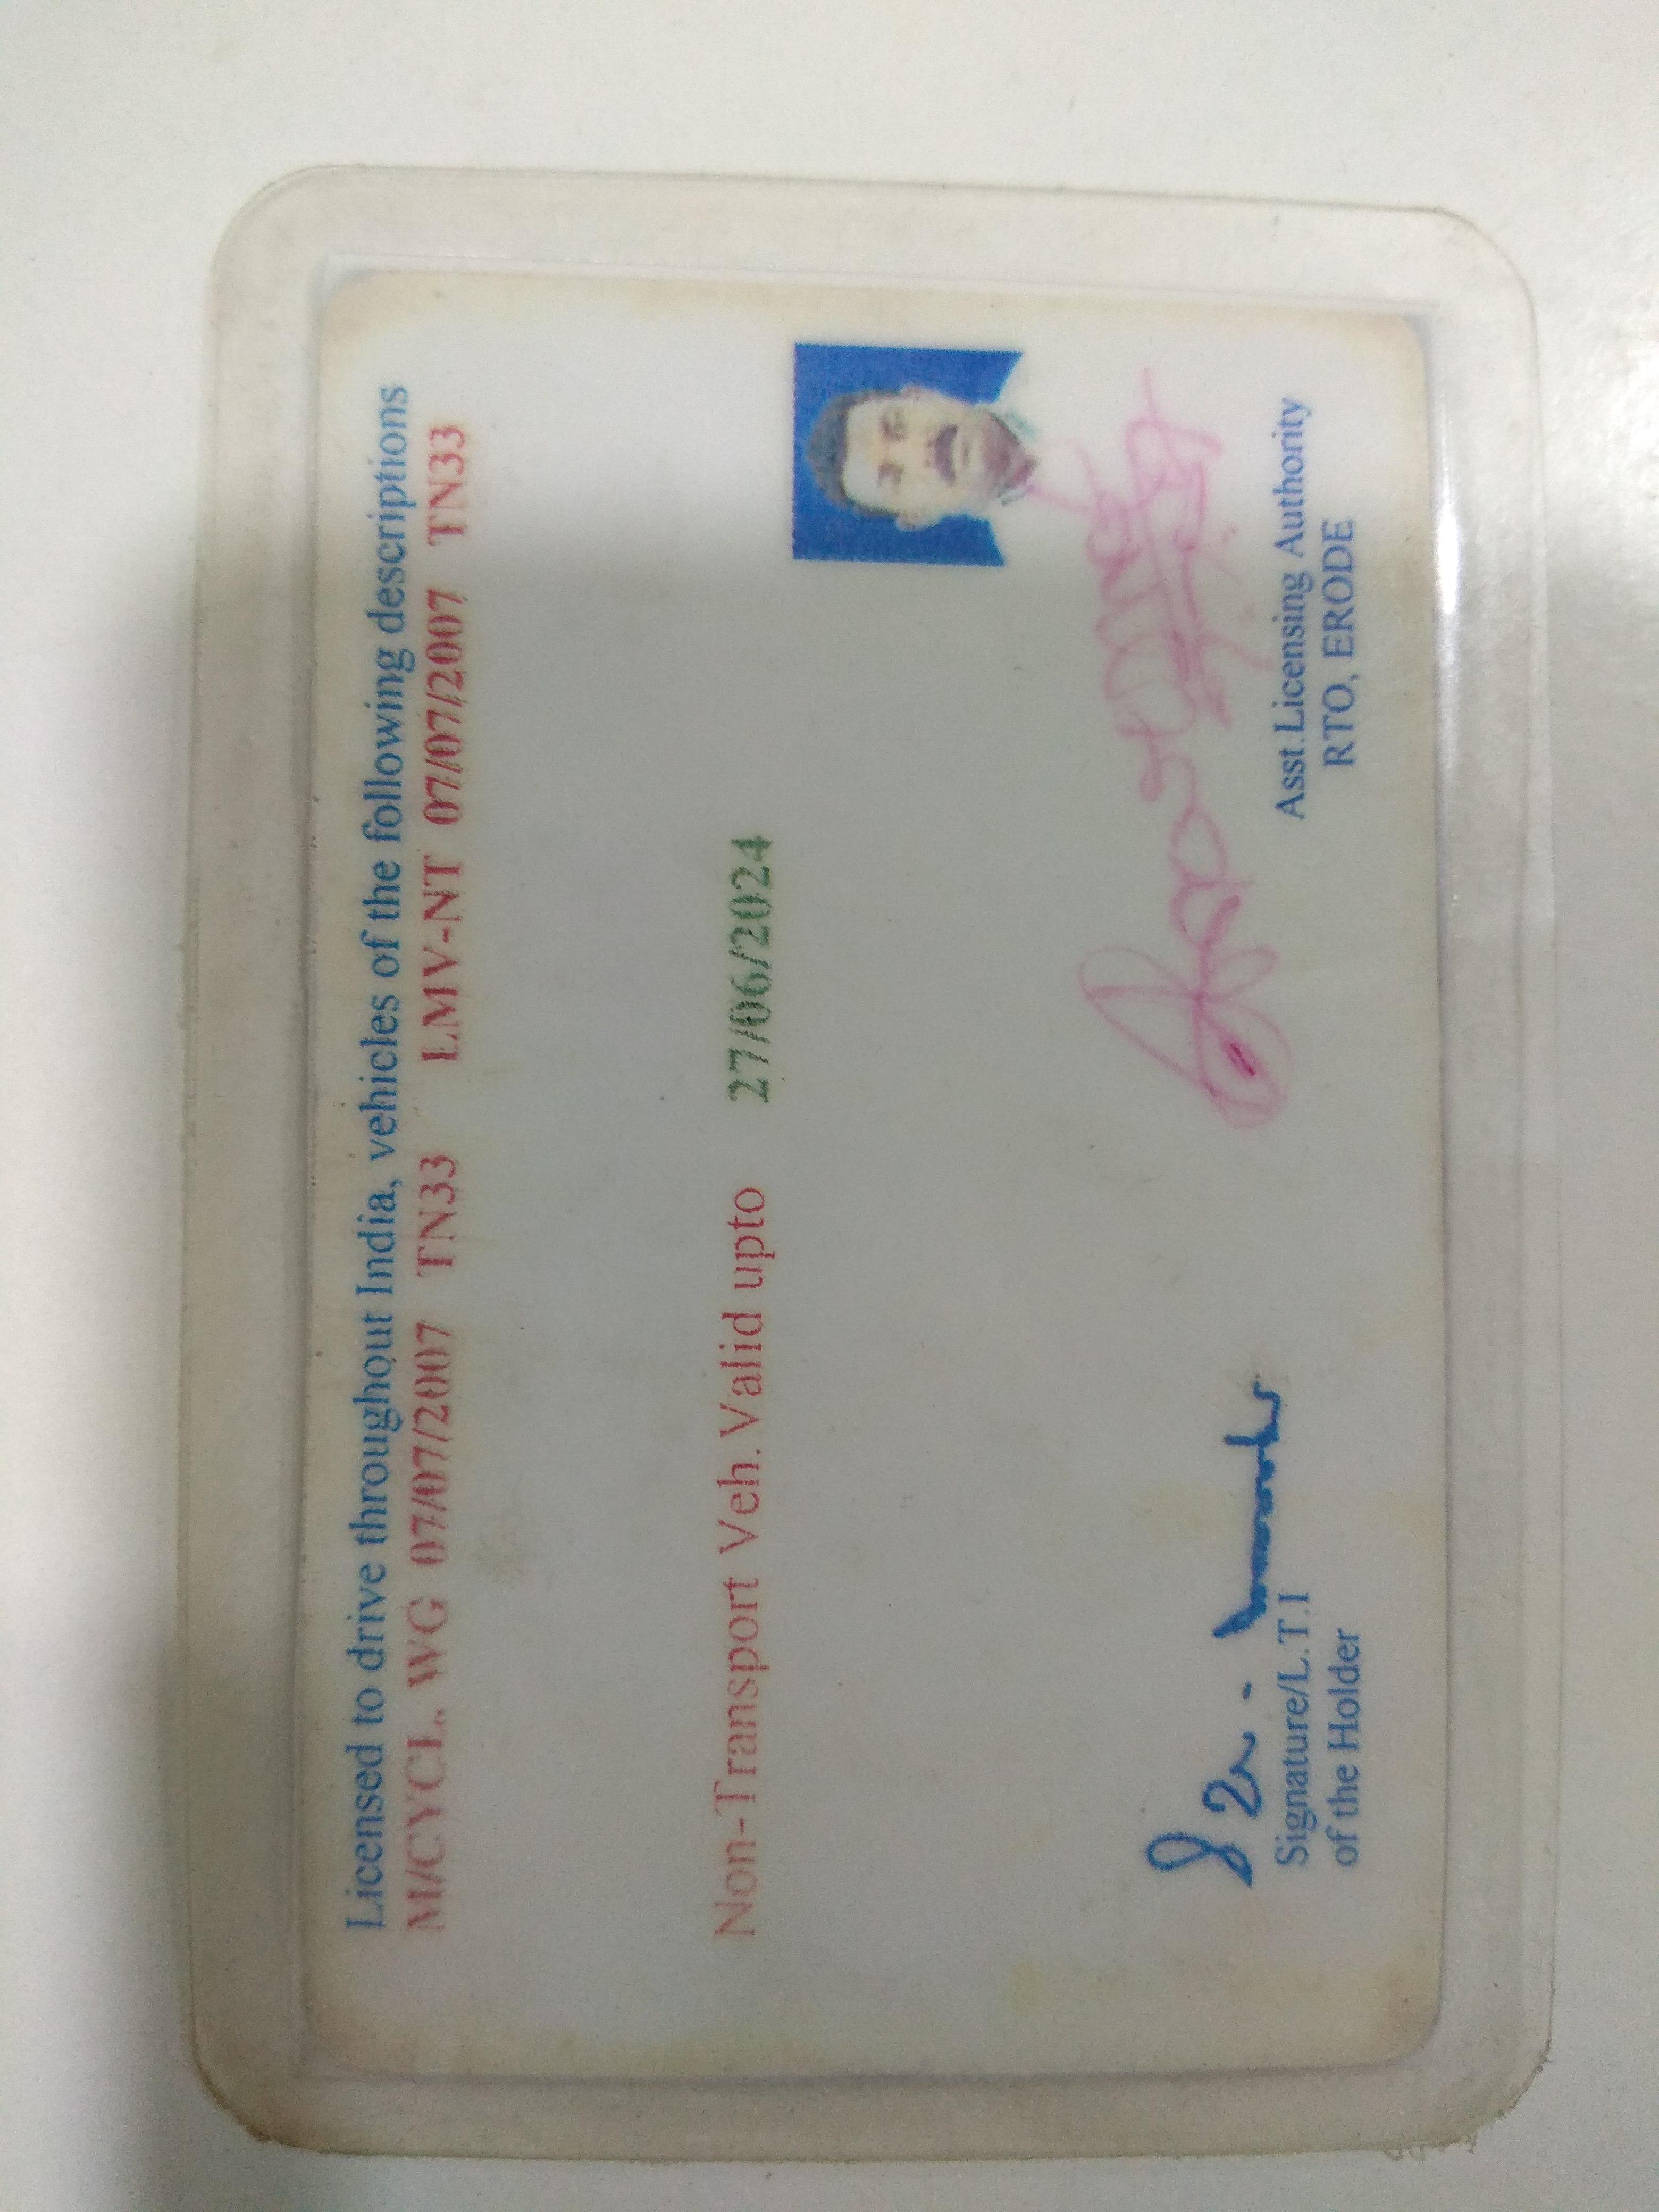 Licensed to drive throughout India, vehicles of the following descriptions
M/CYCL. WG 07/07/2007 TN33 LMV-NT 07/07/2007 TN33
Non-Transport Veh.Valid upto 27/06/2024
Signature/L.T.I
of the Holder
Asst.Licensing Authority
RTO, ERODE